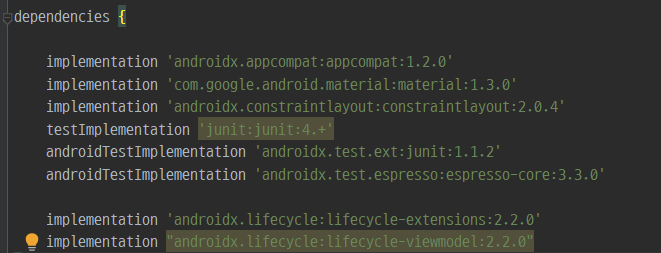 dependencies {
implementation 'androidx.appcompat:appcompat:1.2.0'
implementation 'com.google.android.material:material:1.3.0'
implementation 'androidx.constraintlayout:constraintlayout:2.0.4'
testImplementation 'junit:junit:4.+'
androidTestImplementation 'androidx.test.ext:junit:1.1.2'
androidTestImplementation 'androidx.test.espresso:espresso-core:3.3.0'
implementation 'androidx.lifecycle:lifecycle-extensions:2.2.0'
implementation "androidx.lifecycle:lifecycle-viewmodel:2.2.0"